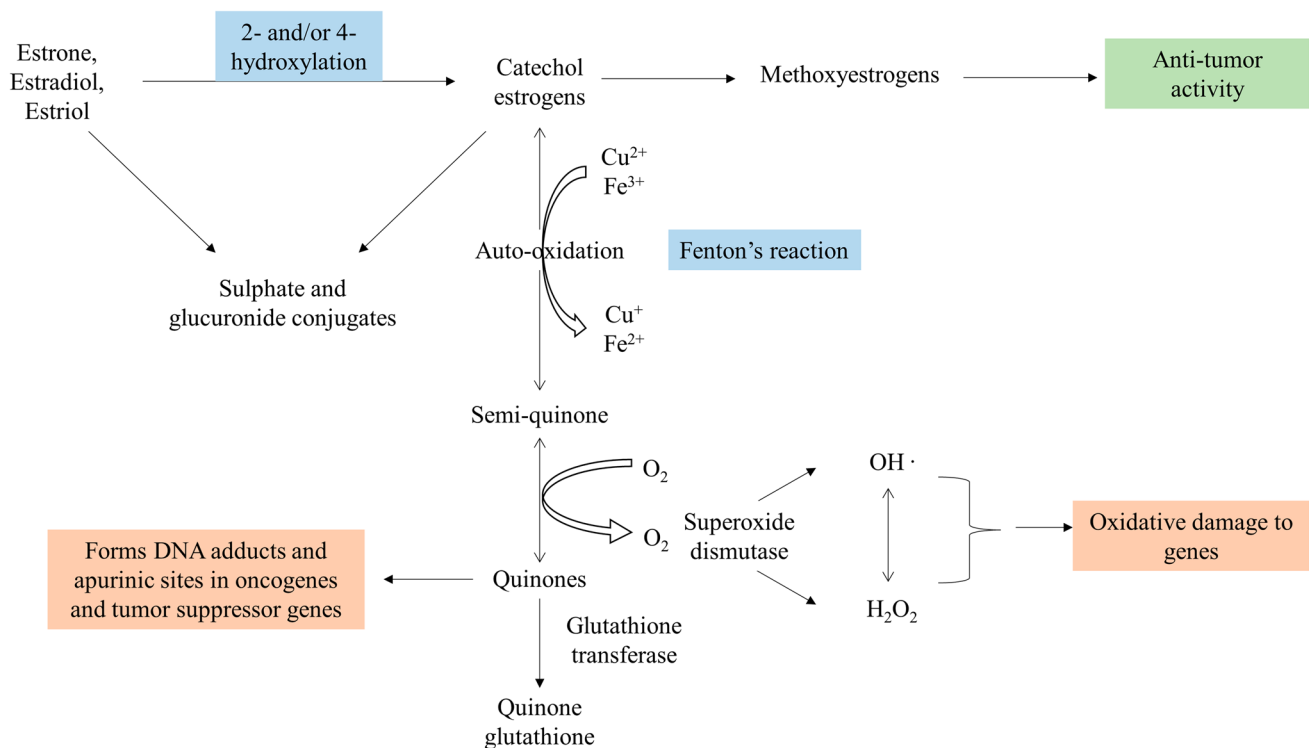 2- and/or 4-
hydroxylation
Estrone,
Estradiol,
Estriol
Catechol
estrogens
Methoxyestrogens
Anti-tumor
activity
Cu²⁺
Fe³⁺
Auto-oxidation
Fenton’s reaction
Sulphate and
glucuronide conjugates
Cu⁺
Fe²⁺
Semi-quinone
O₂
O₂
Superoxide
dismutase
OH ·
H₂O₂
Oxidative damage to
genes
Forms DNA adducts and
apurinic sites in oncogenes
and tumor suppressor genes
Quinones
Glutathione
transferase
Quinone
glutathione